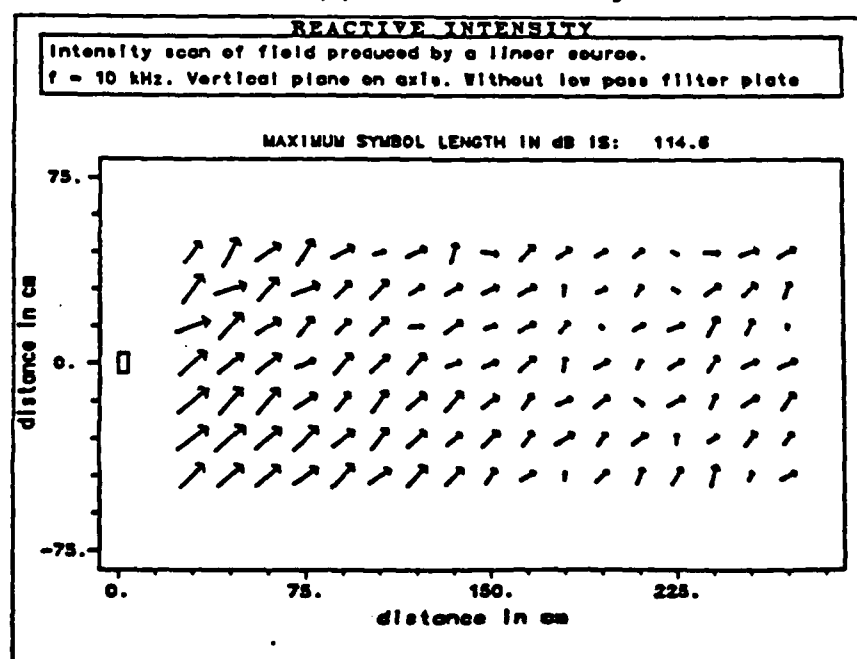 REACTIVE INTENSITY
Intensity scan of field produced by a linear source.
f = 10 kHz. Vertical plane on axis. Without low pass filter plate
MAXIMUM SYMBOL LENGTH IN dB IS: 114.6
75.
0.
-75.
distance in cm
0. 75. 150. 225.
distance in cm